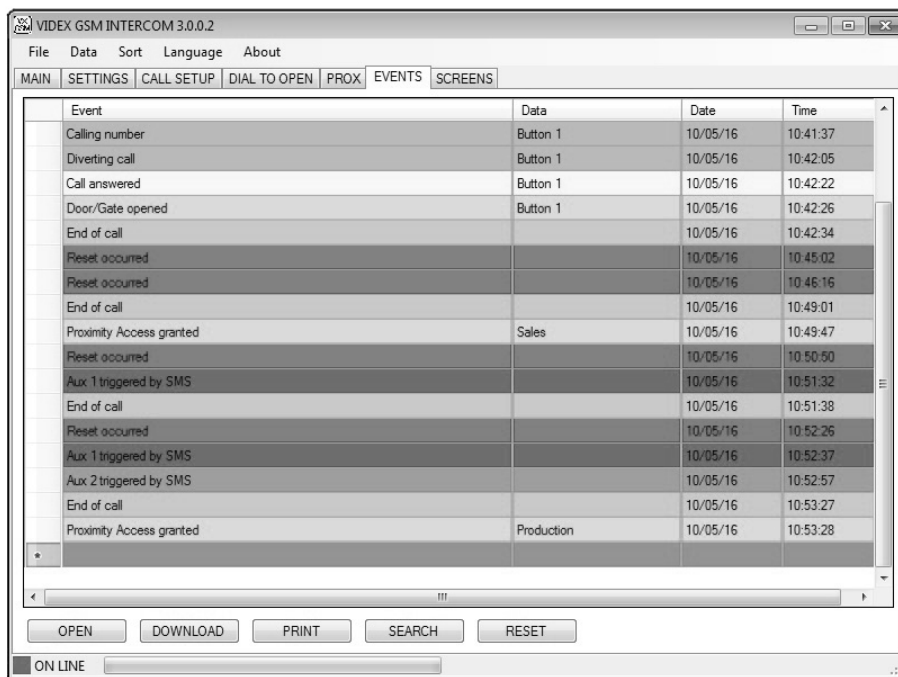 VIDEX GSM INTERCOM 3.0.0.2
File Data Sort Language About
MAIN SETTINGS CALL SETUP DIAL TO OPEN PROX EVENTS SCREENS
Event Data Date Time
Calling number Button 1 10/05/16 10:41:37
Diverting call Button 1 10/05/16 10:42:05
Call answered Button 1 10/05/16 10:42:22
Door/Gate opened Button 1 10/05/16 10:42:26
End of call 10/05/16 10:42:34
Reset occurred 10/05/16 10:45:02
Reset occurred 10/05/16 10:46:16
End of call 10/05/16 10:49:01
Proximity Access granted Sales 10/05/16 10:49:47
Reset occurred 10/05/16 10:50:50
Aux 1 triggered by SMS 10/05/16 10:51:32
End of call 10/05/16 10:51:38
Reset occurred 10/05/16 10:52:26
Aux 1 triggered by SMS 10/05/16 10:52:37
Aux 2 triggered by SMS 10/05/16 10:52:57
End of call 10/05/16 10:53:27
Proximity Access granted Production 10/05/16 10:53:28
*
OPEN DOWNLOAD PRINT SEARCH RESET
ON LINE